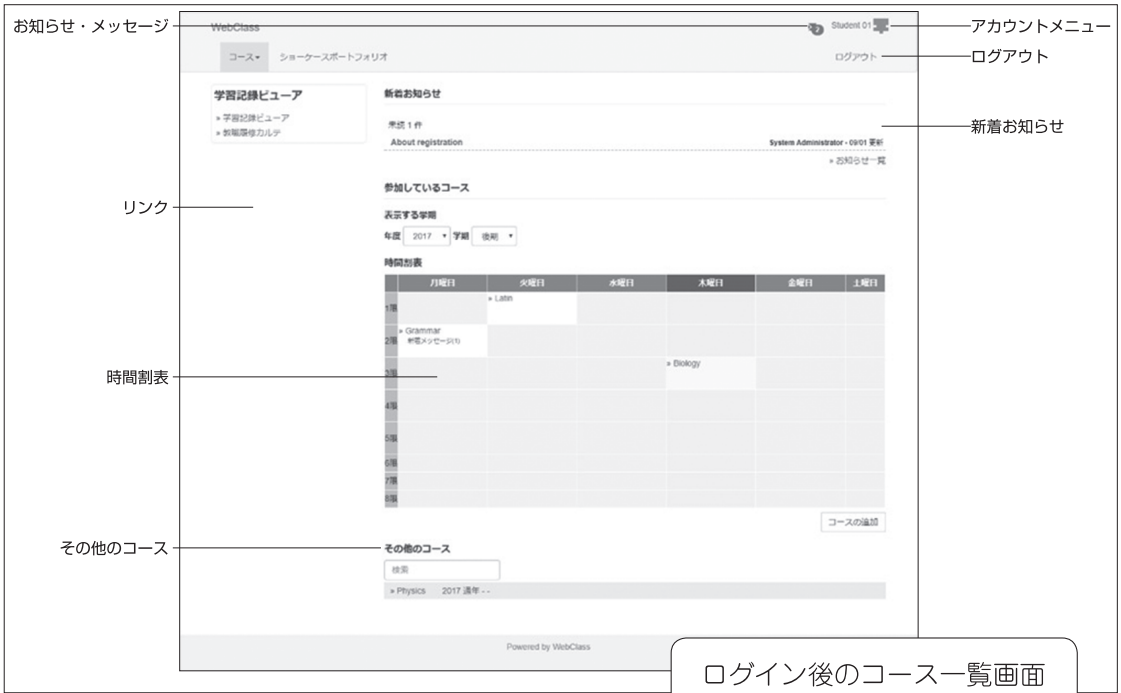 お知らせ・メッセージ
WebClass
Student 01
アカウントメニュー
コース
ショーケースポートフォリオ
ログアウト
ログアウト
学習記録ビューア
» 学習記録ビューア
» 教職履修カルテ
新着お知らせ
未読 1 件
About registration
System Administrator - 09/01 更新
新着お知らせ
» お知らせ一覧
参加しているコース
リンク
表示する学期
年度 2017 学期 後期
時間割表
月曜日 火曜日 水曜日 木曜日 金曜日 土曜日
1限 » Latin
2限 » Grammar
新着メッセージ(1)
3限 » Biology
時間割表
4限
5限
6限
7限
8限
コースの追加
その他のコース
その他のコース
検索
» Physics 2017 通年 - -
Powered by WebClass
ログイン後のコース一覧画面